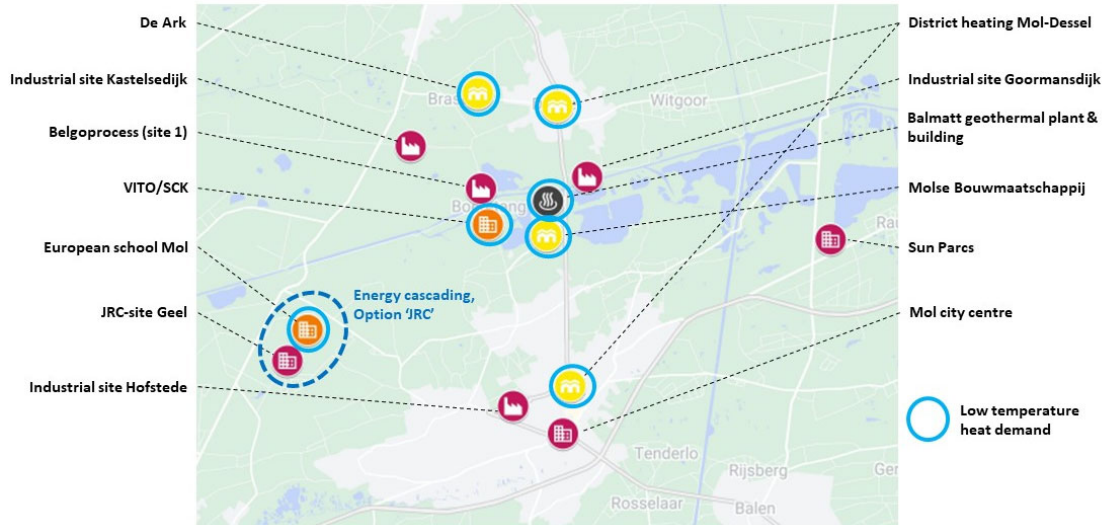 De Ark
Industrial site Kastelsedijk
Belgoprocess (site 1)
VITO/SCK
European school Mol
JRC-site Geel
Industrial site Hofstede
Energy cascading,
Option ‘JRC’
Witgoor
Tenderlo
Rijsberg
Rosselaar
Balen
District heating Mol-Dessel
Industrial site Goormansdijk
Balmatt geothermal plant &
building
Molse Bouwmaatschappij
Sun Parcs
Mol city centre
Low temperature
heat demand